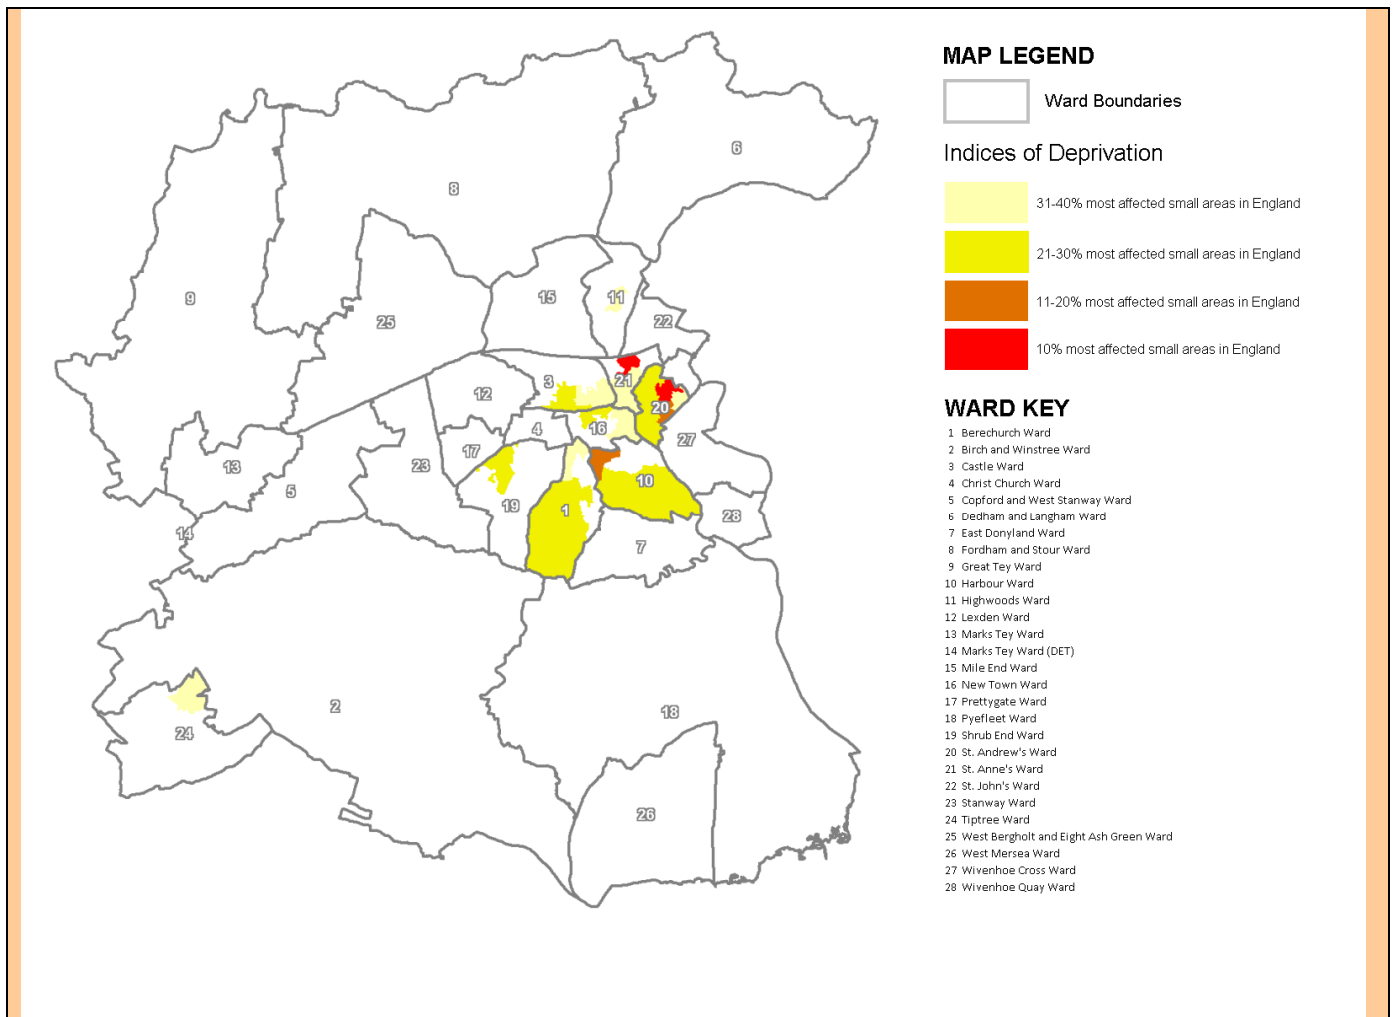 MAP LEGEND
Ward Boundaries
Indices of Deprivation
31-40% most affected small areas in England
21-30% most affected small areas in England
11-20% most affected small areas in England
10% most affected small areas in England
WARD KEY
1 Berechurch Ward
2 Birch and Winstree Ward
3 Castle Ward
4 Christ Church Ward
5 Copford and West Stanway Ward
6 Dedham and Langham Ward
7 East Donyland Ward
8 Fordham and Stour Ward
9 Great Tey Ward
10 Harbour Ward
11 Highwoods Ward
12 Lexden Ward
13 Marks Tey Ward
14 Marks Tey Ward (DET)
15 Mile End Ward
16 New Town Ward
17 Prettygate Ward
18 Pyefleet Ward
19 Shrub End Ward
20 St. Andrew's Ward
21 St. Anne's Ward
22 St. John's Ward
23 Stanway Ward
24 Tiptree Ward
25 West Bergholt and Eight Ash Green Ward
26 West Mersea Ward
27 Wivenhoe Cross Ward
28 Wivenhoe Quay Ward
6
8
9
15
11
25
22
3
21
12
20
16
4
27
17
23
13
10
5
19
1
28
14
7
2
18
24
26